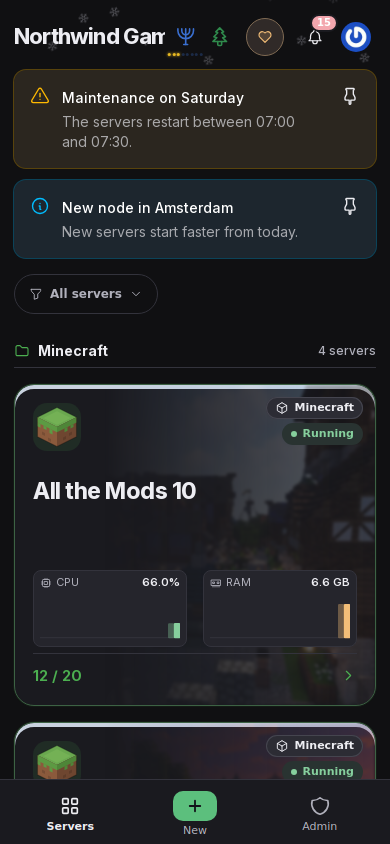 Northwind Gam
15
Maintenance on Saturday
The servers restart between 07:00
and 07:30.
New node in Amsterdam
New servers start faster from today.
All servers
Minecraft
4 servers
Minecraft
Running
All the Mods 10
CPU
66.0%
RAM
6.6 GB
12 / 20
Minecraft
Running
Servers
New
Admin